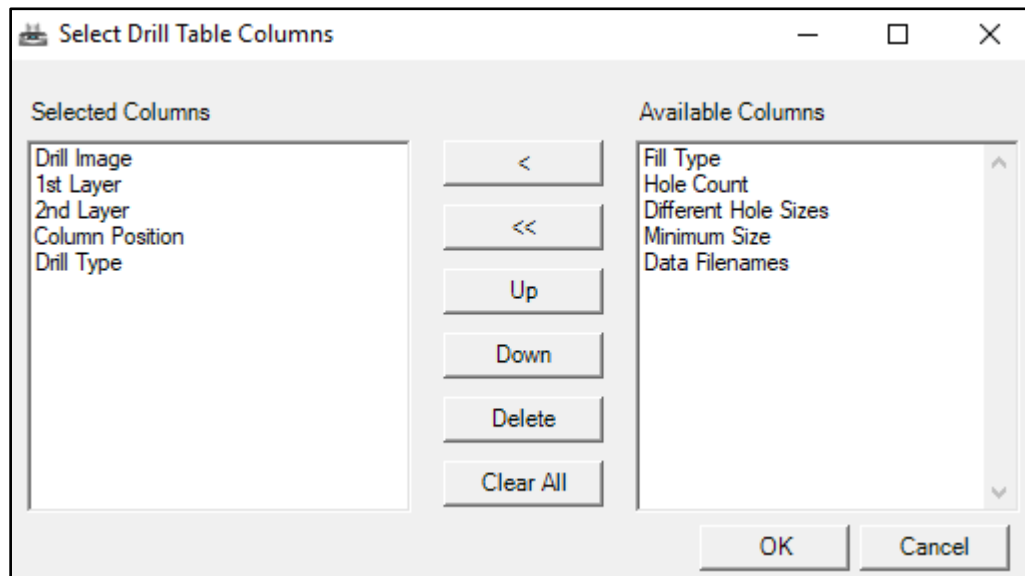 Select Drill Table Columns
Selected Columns
Drill Image
1st Layer
2nd Layer
Column Position
Drill Type
<
<<
Up
Down
Delete
Clear All
Available Columns
Fill Type
Hole Count
Different Hole Sizes
Minimum Size
Data Filenames
OK
Cancel